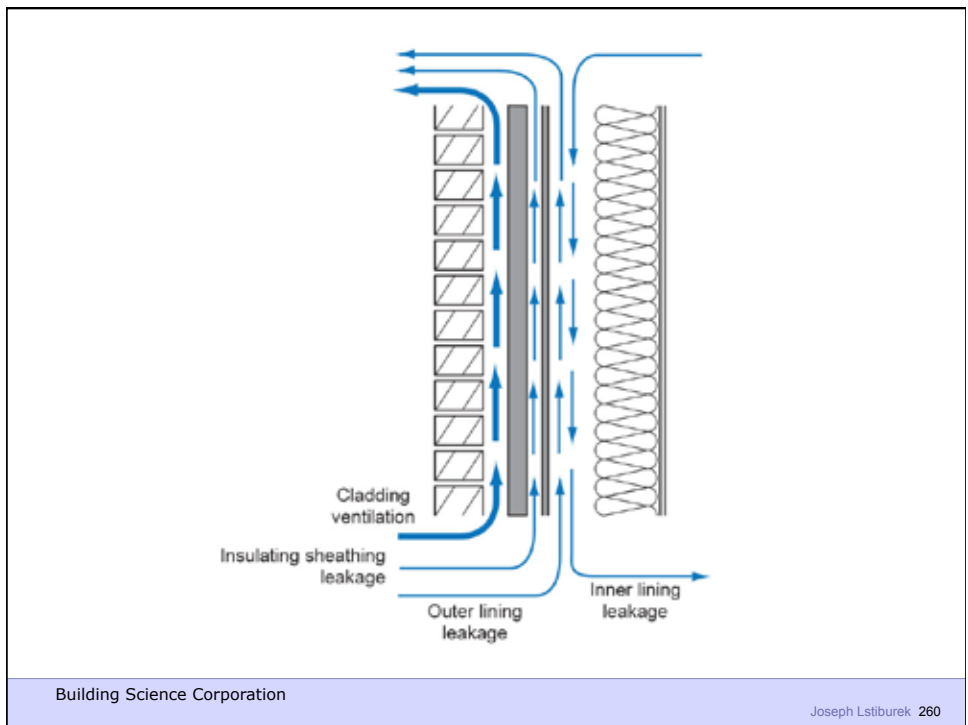 Cladding
ventilation
Insulating sheathing
leakage
Outer lining
leakage
Inner lining
leakage
Building Science Corporation
Joseph Lstiburek 260